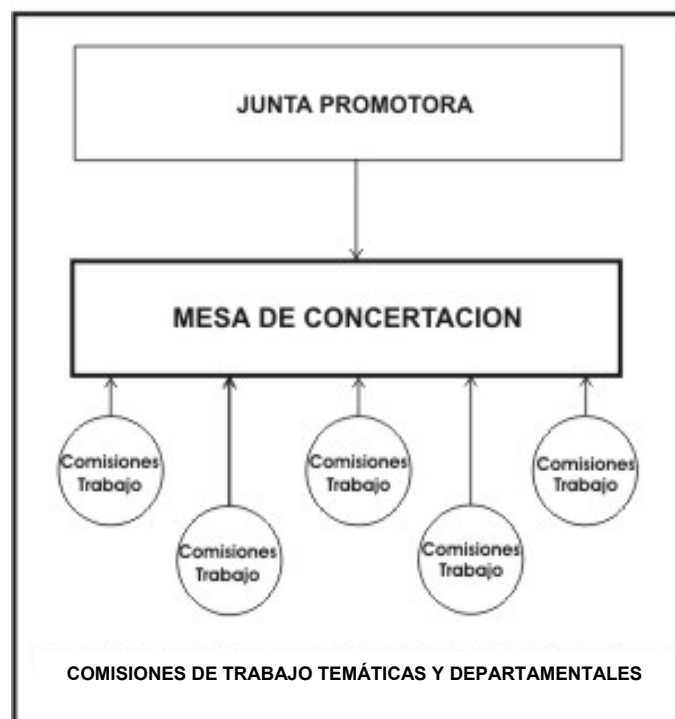 JUNTA PROMOTORA
MESA DE CONCERTACION
Comisiones
Trabajo
Comisiones
Trabajo
Comisiones
Trabajo
Comisiones
Trabajo
Comisiones
Trabajo
COMISIONES DE TRABAJO TEMÁTICAS Y DEPARTAMENTALES